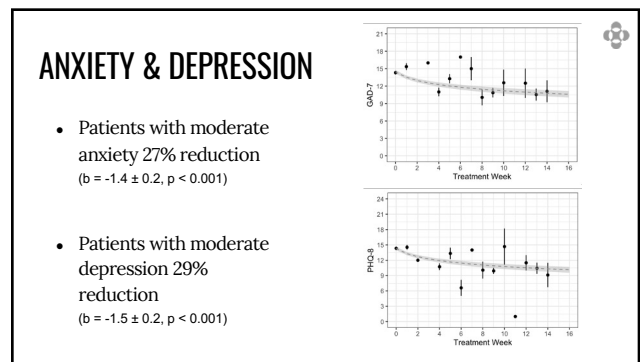 ANXIETY & DEPRESSION
• Patients with moderate
anxiety 27% reduction
(b = -1.4 ± 0.2, p < 0.001)
• Patients with moderate
depression 29%
reduction
(b = -1.5 ± 0.2, p < 0.001)
21
18
15
12
9
6
3
0
GAD-7
0 2 4 6 8 10 12 14 16
Treatment Week
24
21
18
15
12
9
6
3
0
PHQ-8
0 2 4 6 8 10 12 14 16
Treatment Week